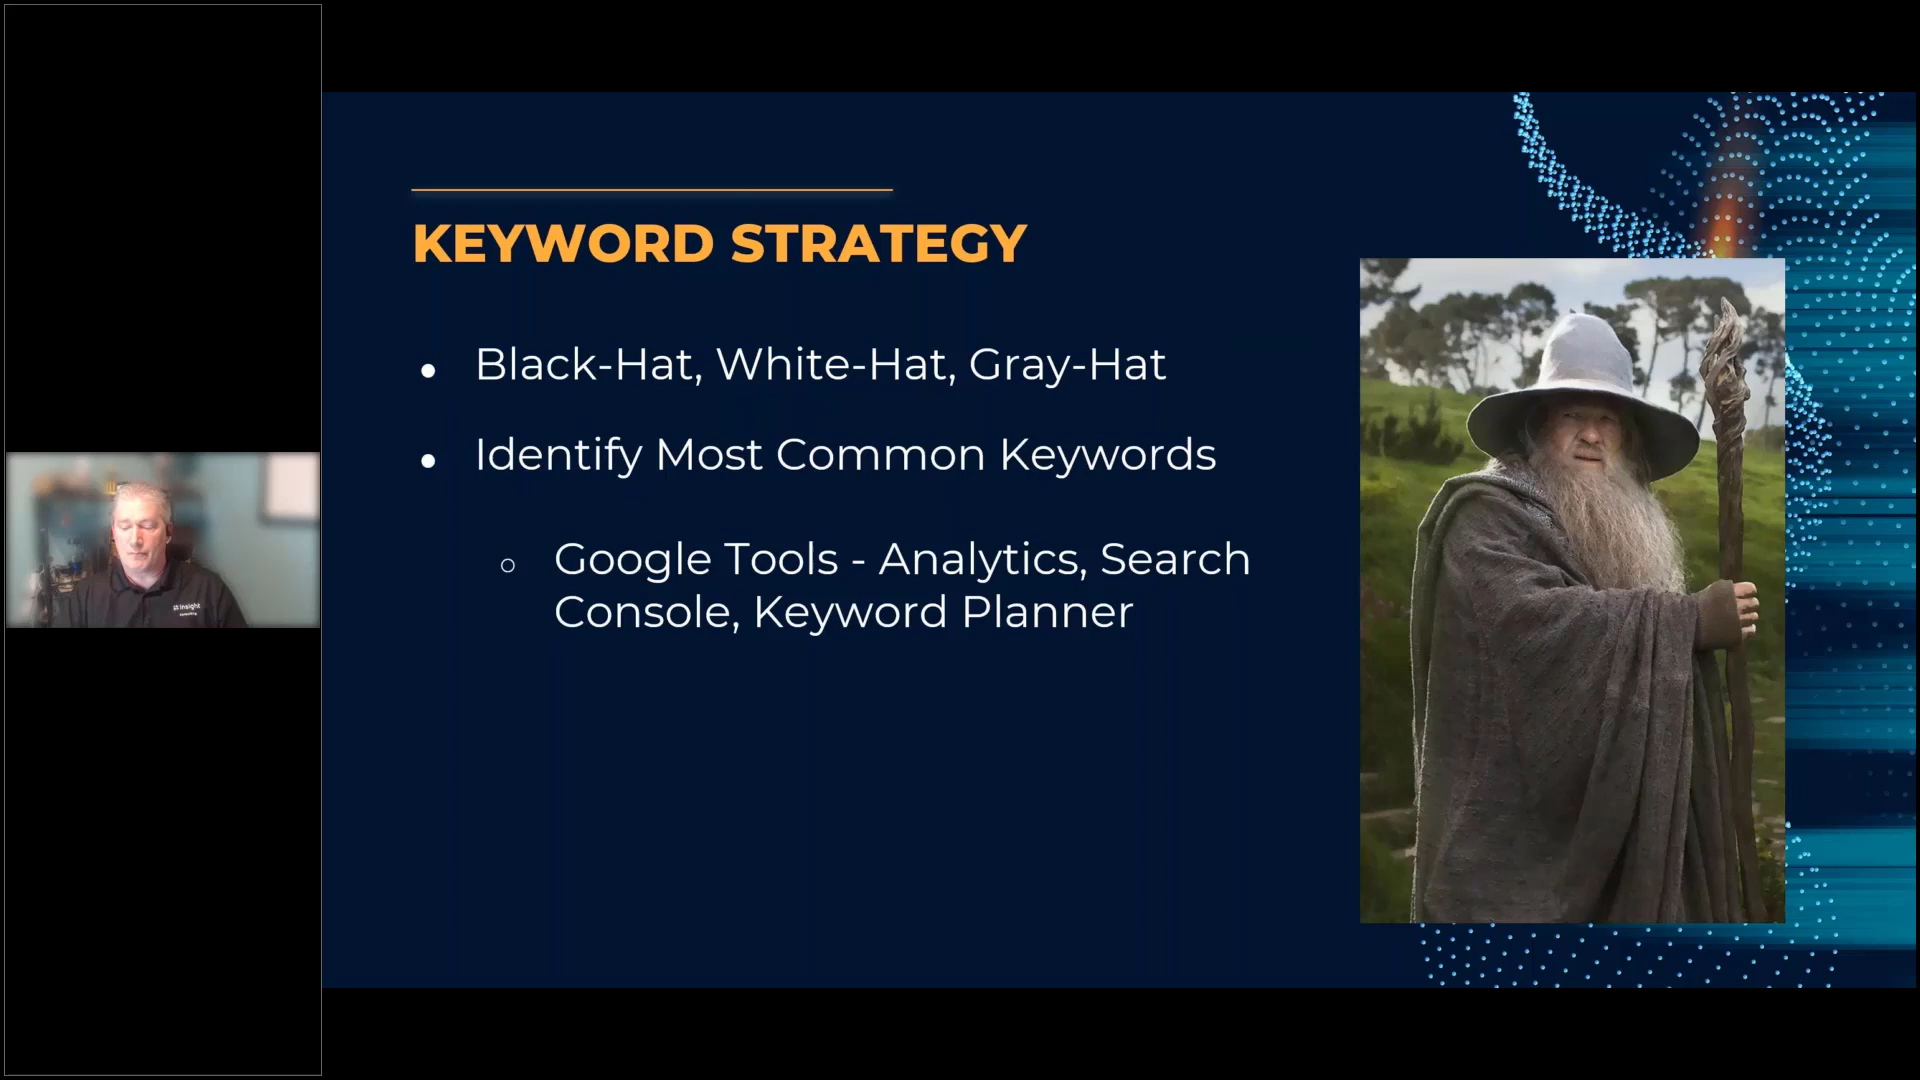 KEYWORD STRATEGY
Black-Hat, White-Hat, Gray-Hat
Identify Most Common Keywords
Google Tools - Analytics, Search
Console, Keyword Planner
Insight